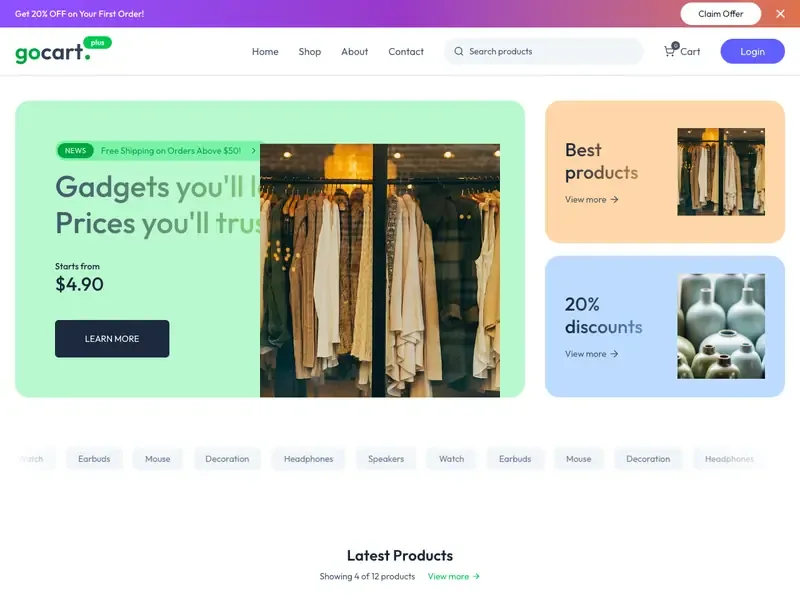 Get 20% OFF on Your First Order!
Claim Offer
gocart.
plus
Home
Shop
About
Contact
Search products
0
Cart
Login
NEWS
Free Shipping on Orders Above $50!
Gadgets you'll
Prices you'll
Starts from
$4.90
LEARN MORE
Best
products
View more
20%
discounts
View more
Earbuds
Mouse
Decoration
Headphones
Speakers
Watch
Earbuds
Mouse
Decoration
Headphones
Latest Products
Showing 4 of 12 products
View more